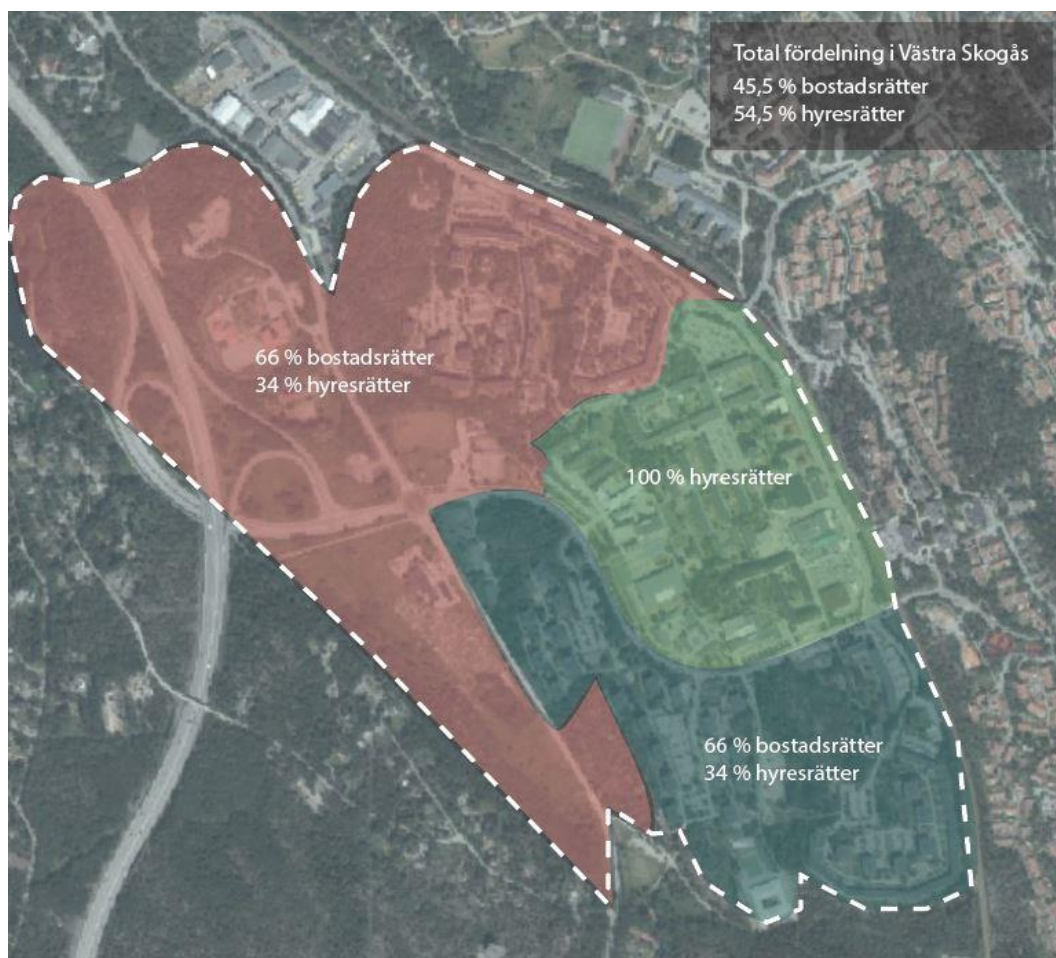 Total fördelning i Västra Skogås
45,5 % bostadsrätter
54,5 % hyresrätter
66 % bostadsrätter
34 % hyresrätter
100 % hyresrätter
66 % bostadsrätter
34 % hyresrätter